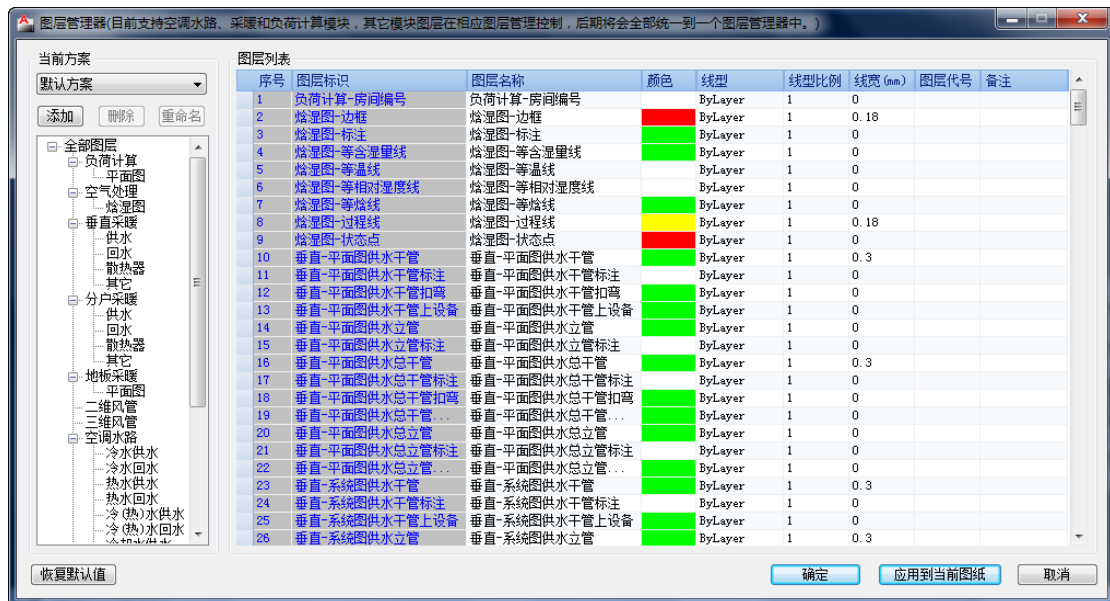 图层管理器(目前支持空调水路、采暖和负荷计算模块，其它模块图层在相应图层管理控制，后期将会全部统一到一个图层管理器中。)
当前方案
默认方案
添加 删除 重命名
全部图层
负荷计算
平面图
空气处理
焓湿图
垂直采暖
供水
回水
散热器
其它
分户采暖
供水
回水
散热器
其它
地板采暖
平面图
二维风管
三维风管
空调水路
冷水供水
冷水回水
热水供水
热水回水
冷(热)水供水
冷(热)水回水
冷却水供水
图层列表
序号 图层标识 图层名称 颜色 线型 线型比例 线宽(mm) 图层代号 备注
1 负荷计算-房间编号 负荷计算-房间编号 ByLayer 1 0
2 焓湿图-边框 焓湿图-边框 ByLayer 1 0.18
3 焓湿图-标注 焓湿图-标注 ByLayer 1 0
4 焓湿图-等含湿量线 焓湿图-等含湿量线 ByLayer 1 0
5 焓湿图-等温线 焓湿图-等温线 ByLayer 1 0
6 焓湿图-等相对湿度线 焓湿图-等相对湿度线 ByLayer 1 0
7 焓湿图-等焓线 焓湿图-等焓线 ByLayer 1 0
8 焓湿图-过程线 焓湿图-过程线 ByLayer 1 0.18
9 焓湿图-状态点 焓湿图-状态点 ByLayer 1 0
10 垂直-平面图供水干管 垂直-平面图供水干管 ByLayer 1 0.3
11 垂直-平面图供水干管标注 垂直-平面图供水干管标注 ByLayer 1 0
12 垂直-平面图供水干管扣弯 垂直-平面图供水干管扣弯 ByLayer 1 0
13 垂直-平面图供水干管上设备 垂直-平面图供水干管上设备 ByLayer 1 0
14 垂直-平面图供水立管 垂直-平面图供水立管 ByLayer 1 0
15 垂直-平面图供水立管标注 垂直-平面图供水立管标注 ByLayer 1 0
16 垂直-平面图供水总干管 垂直-平面图供水总干管 ByLayer 1 0.3
17 垂直-平面图供水总干管标注 垂直-平面图供水总干管标注 ByLayer 1 0
18 垂直-平面图供水总干管扣弯 垂直-平面图供水总干管扣弯 ByLayer 1 0
19 垂直-平面图供水总干管... 垂直-平面图供水总干管... ByLayer 1 0
20 垂直-平面图供水总立管 垂直-平面图供水总立管 ByLayer 1 0
21 垂直-平面图供水总立管标注 垂直-平面图供水总立管标注 ByLayer 1 0
22 垂直-平面图供水总立管... 垂直-平面图供水总立管... ByLayer 1 0
23 垂直-系统图供水干管 垂直-系统图供水干管 ByLayer 1 0.3
24 垂直-系统图供水干管标注 垂直-系统图供水干管标注 ByLayer 1 0
25 垂直-系统图供水干管上设备 垂直-系统图供水干管上设备 ByLayer 1 0
26 垂直-系统图供水立管 垂直-系统图供水立管 ByLayer 1 0.3
恢复默认值 确定 应用到当前图纸 取消